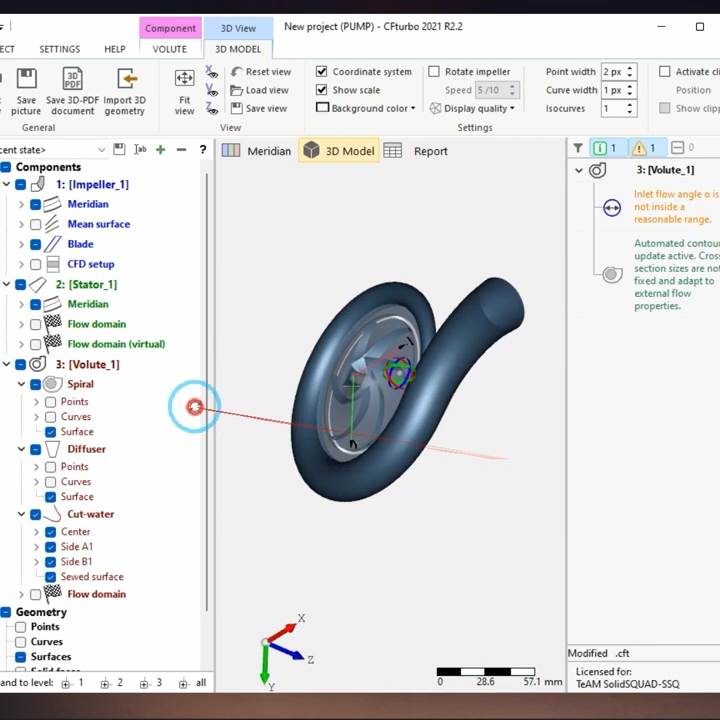 Component
3D View
New project (PUMP) - CFturbo 2021 R2.2
ECT
SETTINGS
HELP
VOLUTE
3D MODEL
Save picture
Save 3D-PDF document
Import 3D geometry
General
Fit view
X
Y
Z
Reset view
Load view
Save view
View
Coordinate system
Show scale
Background color
Rotate impeller
Speed 5 /10
Display quality
Settings
Point width 2 px
Curve width 1 px
Isocurves 1
Activate cli
Position
Show clipp
cent state>
Iab
?
Meridian
3D Model
Report
1
1
0
Components
1: [Impeller_1]
Meridian
Mean surface
Blade
CFD setup
2: [Stator_1]
Meridian
Flow domain
Flow domain (virtual)
3: [Volute_1]
Spiral
Points
Curves
Surface
Diffuser
Points
Curves
Surface
Cut-water
Center
Side A1
Side B1
Sewed surface
Flow domain
Geometry
Points
Curves
Surfaces
and to level:
1
2
3
all
X
Z
Y
0
28.6
57.1 mm
3: [Volute_1]
Inlet flow angle α is
not inside a
reasonable range.
Automated contou
update active. Cross
section sizes are not
fixed and adapt to
external flow
properties.
Modified .cft
Licensed for:
TeAM SolidSQUAD-SSQ